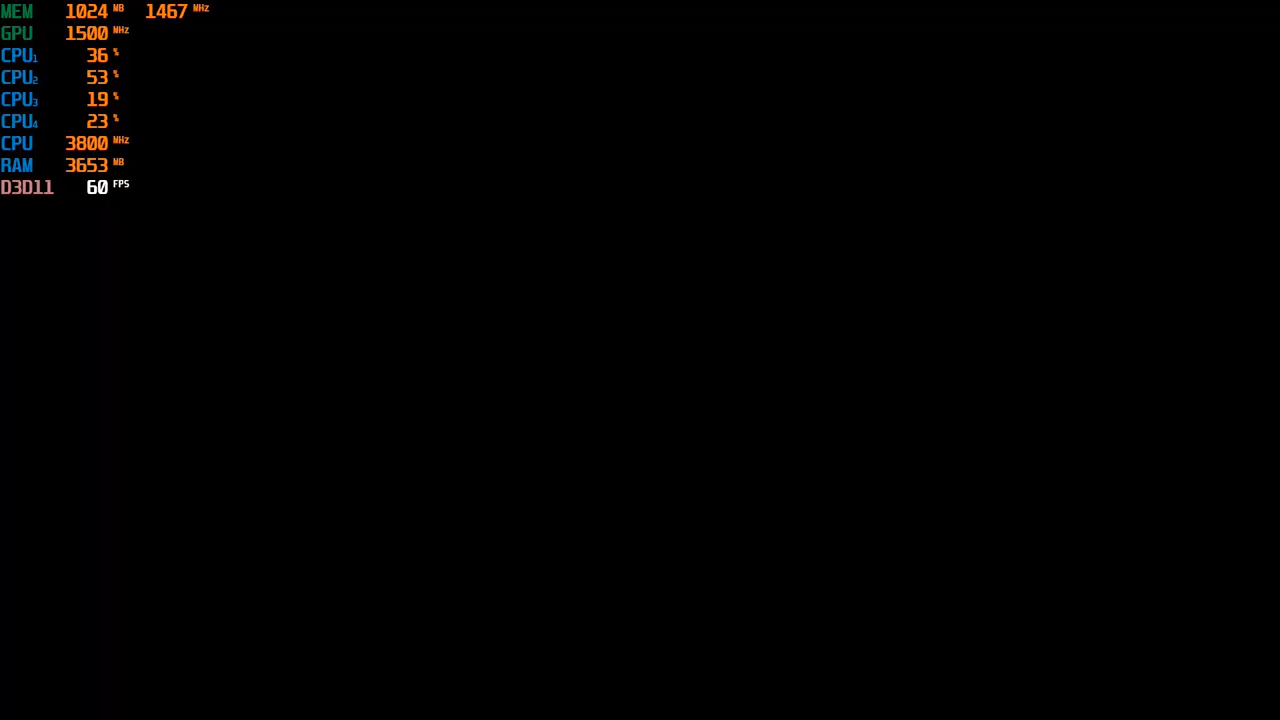 MEM 1024 MB 1467 MHz
GPU 1500 MHz
CPU1 36 %
CPU2 53 %
CPU3 19 %
CPU4 23 %
CPU 3800 MHz
RAM 3653 MB
D3D11 60 FPS